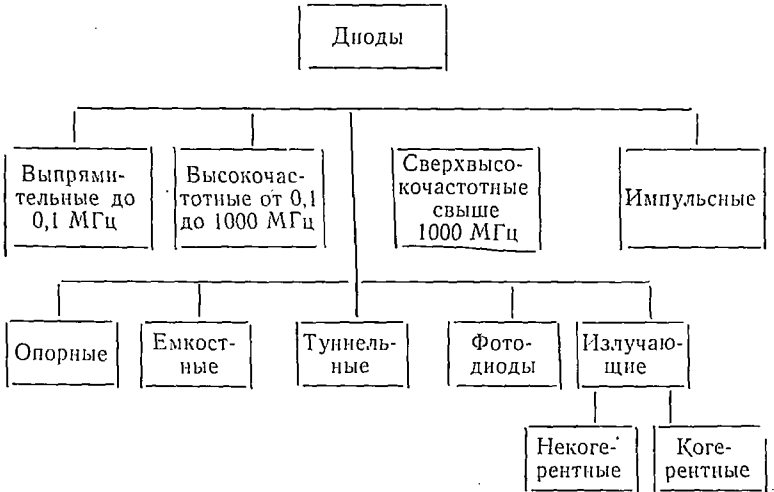 Диоды
Выпрями-
тельные до
0,1 МГц
Высокочас-
тотные от 0,1
до 1000 МГц
Сверхвысо-
кочастотные
свыше
1000 МГц
Импульсные
Опорные
Емкост-
ные
Туннель-
ные
Фото-
диоды
Излучаю-
щие
Некоге-
рентные
Коге-
рентные